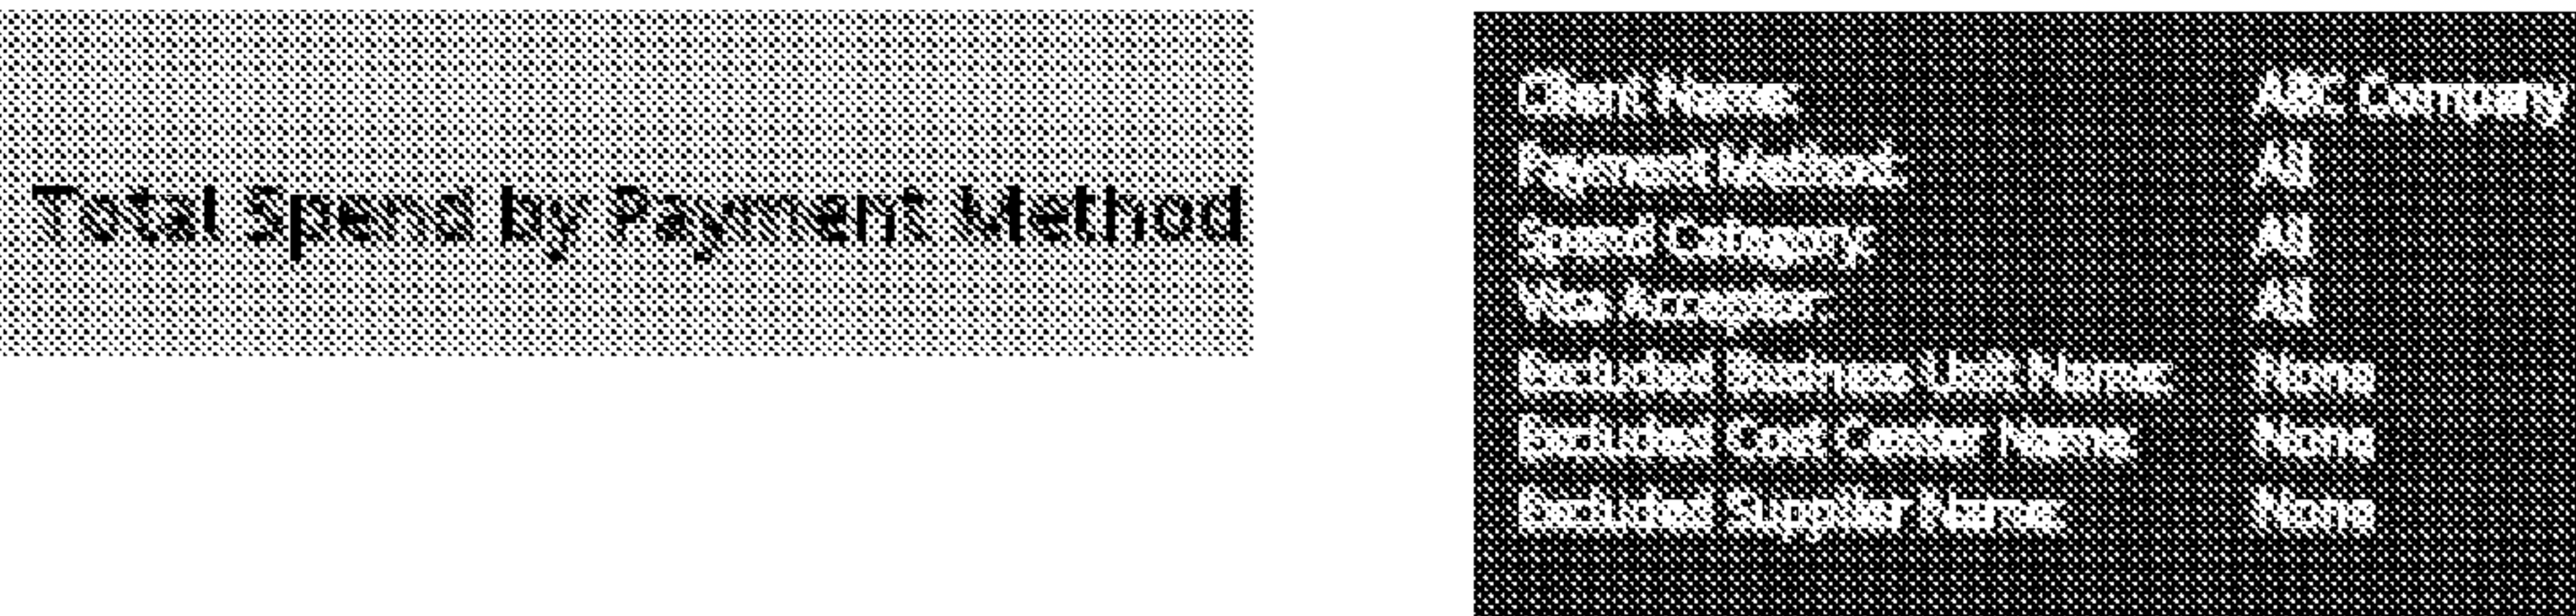 Total Spend by Payment Method
Client Name: ABC Company
Payment Method: All
Spend Category: All
Visa Acceptor: All
Excluded Business Unit Name: None
Excluded Cost Center Name: None
Excluded Supplier Name: None